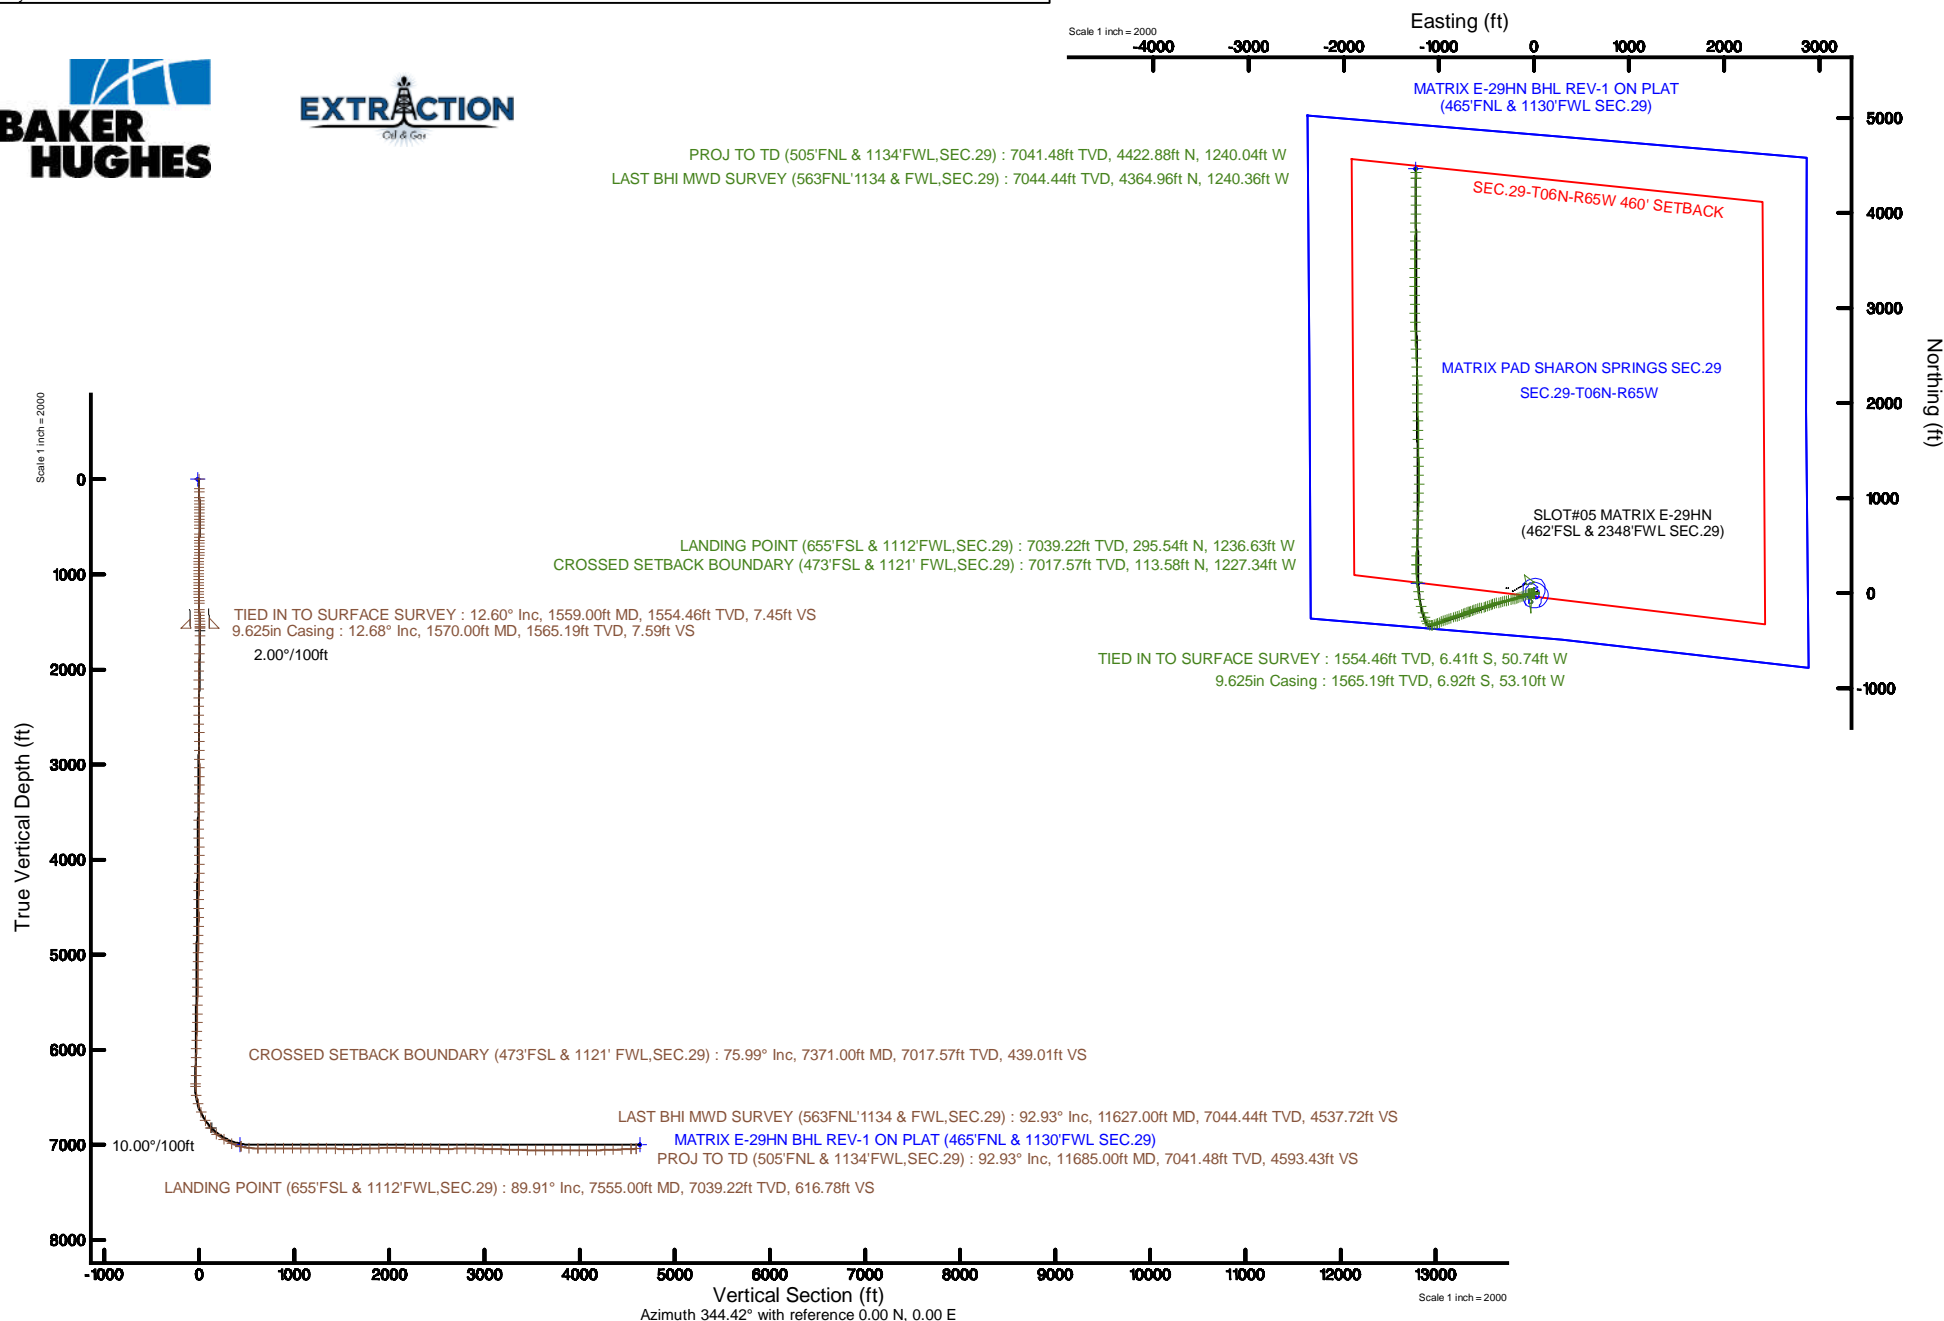 BAKER
HUGHES
EXTRACTION
Oil & Gas
Easting (ft)
Scale 1 inch = 2000
-4000 -3000 -2000 -1000 0 1000 2000 3000
MATRIX E-29HN BHL REV-1 ON PLAT
(465'FNL & 1130'FWL SEC.29)
PROJ TO TD (505'FNL & 1134'FWL,SEC.29) : 7041.48ft TVD, 4422.88ft N, 1240.04ft W
LAST BHI MWD SURVEY (563FNL'1134 & FWL,SEC.29) : 7044.44ft TVD, 4364.96ft N, 1240.36ft W
SEC.29-T06N-R65W 460' SETBACK
MATRIX PAD SHARON SPRINGS SEC.29
SEC.29-T06N-R65W
SLOT#05 MATRIX E-29HN
(462'FSL & 2348'FWL SEC.29)
LANDING POINT (655'FSL & 1112'FWL,SEC.29) : 7039.22ft TVD, 295.54ft N, 1236.63ft W
CROSSED SETBACK BOUNDARY (473'FSL & 1121' FWL,SEC.29) : 7017.57ft TVD, 113.58ft N, 1227.34ft W
TIED IN TO SURFACE SURVEY : 1554.46ft TVD, 6.41ft S, 50.74ft W
9.625in Casing : 1565.19ft TVD, 6.92ft S, 53.10ft W
5000
4000
3000
2000
1000
0
-1000
Northing (ft)
Scale 1 inch = 2000
True Vertical Depth (ft)
0
1000
2000
3000
4000
5000
6000
7000
8000
TIED IN TO SURFACE SURVEY : 12.60° Inc, 1559.00ft MD, 1554.46ft TVD, 7.45ft VS
9.625in Casing : 12.68° Inc, 1570.00ft MD, 1565.19ft TVD, 7.59ft VS
2.00°/100ft
CROSSED SETBACK BOUNDARY (473'FSL & 1121' FWL,SEC.29) : 75.99° Inc, 7371.00ft MD, 7017.57ft TVD, 439.01ft VS
LAST BHI MWD SURVEY (563FNL'1134 & FWL,SEC.29) : 92.93° Inc, 11627.00ft MD, 7044.44ft TVD, 4537.72ft VS
10.00°/100ft
MATRIX E-29HN BHL REV-1 ON PLAT (465'FNL & 1130'FWL SEC.29)
PROJ TO TD (505'FNL & 1134'FWL,SEC.29) : 92.93° Inc, 11685.00ft MD, 7041.48ft TVD, 4593.43ft VS
LANDING POINT (655'FSL & 1112'FWL,SEC.29) : 89.91° Inc, 7555.00ft MD, 7039.22ft TVD, 616.78ft VS
-1000 0 1000 2000 3000 4000 5000 6000 7000 8000 9000 10000 11000 12000 13000
Vertical Section (ft)
Scale 1 inch = 2000
Azimuth 344.42° with reference 0.00 N, 0.00 E